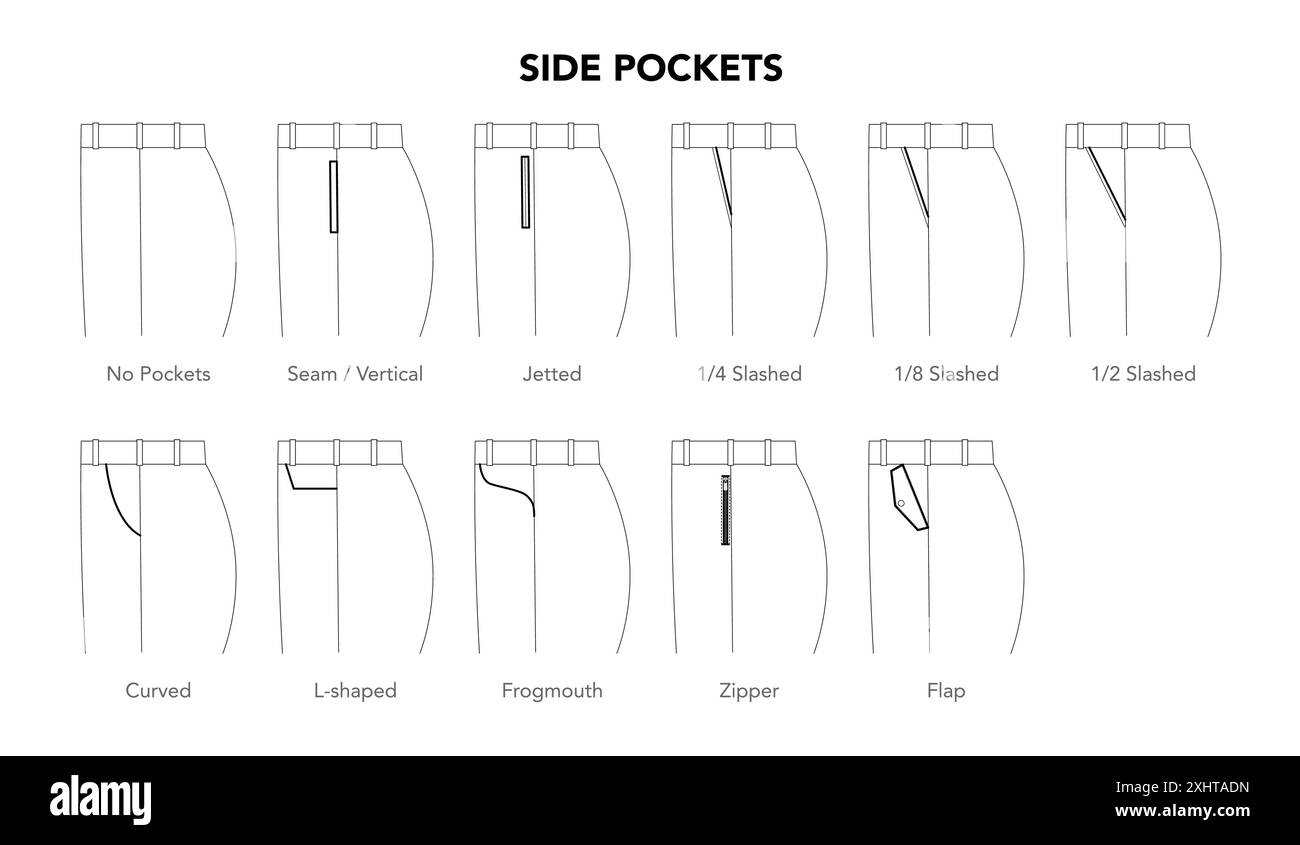 SIDE POCKETS
No Pockets
Seam / Vertical
Jetted
1/4 Slashed
1/8 Slashed
1/2 Slashed
Curved
L-shaped
Frogmouth
Zipper
Flap
alamy
Image ID: 2XHTADN
www.alamy.com